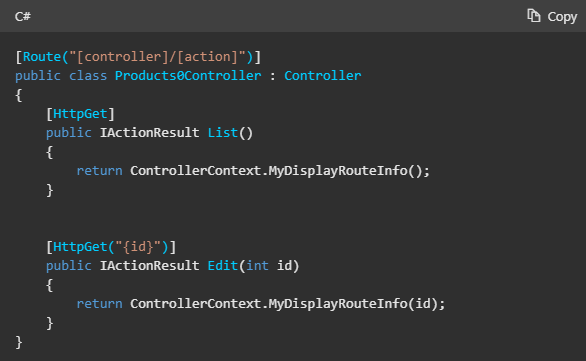 C#
Copy
[Route("[controller]/[action]")]
public class Products0Controller : Controller
{
    [HttpGet]
    public IActionResult List()
    {
        return ControllerContext.MyDisplayRouteInfo();
    }


    [HttpGet("{id}")]
    public IActionResult Edit(int id)
    {
        return ControllerContext.MyDisplayRouteInfo(id);
    }
}